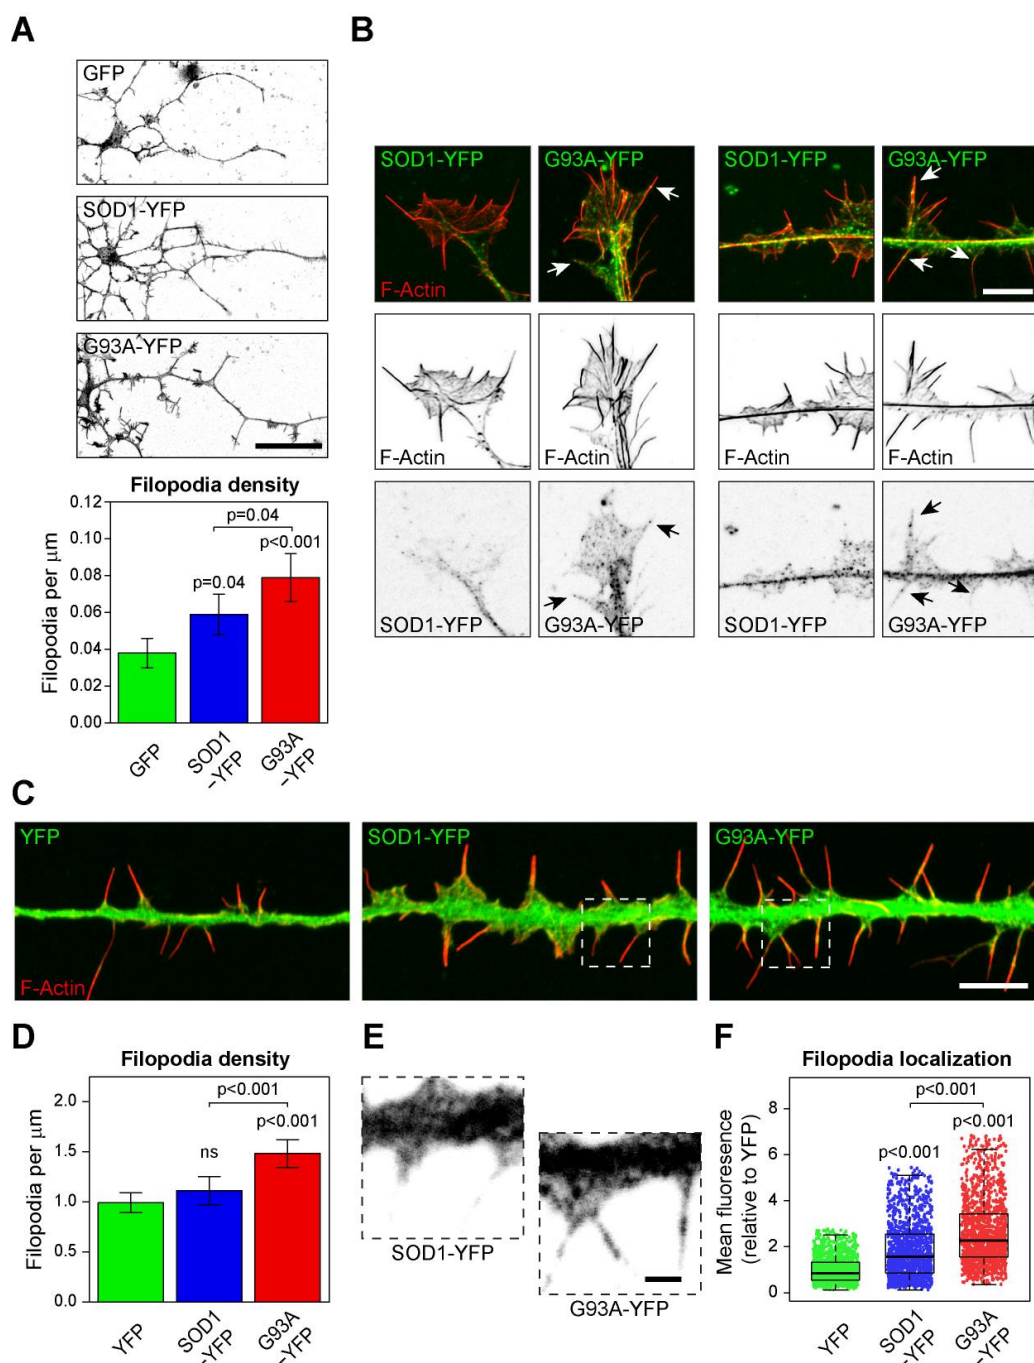 A
GFP
SOD1-YFP
G93A-YFP
Filopodia density
0.12
0.10
0.08
0.06
0.04
0.02
0.00
Filopodia per μm
p=0.04
p<0.001
p=0.04
GFP
SOD1
-YFP
G93A
-YFP
B
SOD1-YFP
F-Actin
G93A-YFP
SOD1-YFP
G93A-YFP
F-Actin
F-Actin
F-Actin
F-Actin
SOD1-YFP
G93A-YFP
SOD1-YFP
G93A-YFP
C
YFP
F-Actin
SOD1-YFP
G93A-YFP
D
Filopodia density
2.0
1.5
1.0
0.5
0.0
Filopodia per μm
p<0.001
p<0.001
ns
YFP
SOD1
-YFP
G93A
-YFP
E
SOD1-YFP
G93A-YFP
F
Filopodia localization
8
6
4
2
0
Mean fluoresence
(relative to YFP)
p<0.001
p<0.001
p<0.001
YFP
SOD1
-YFP
G93A
-YFP